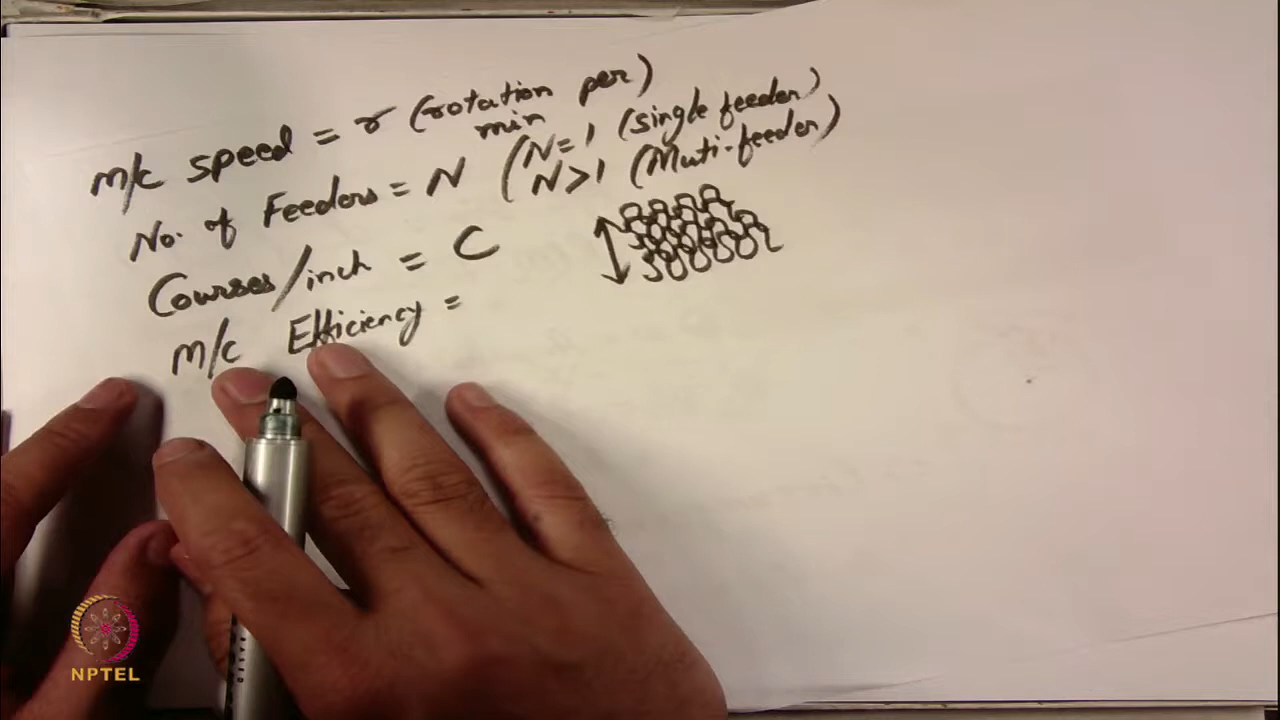 m/c speed = r (rotation per min)
No. of Feeders = N (N=1 (single feeder)
N>1 (Muti-feeder)
Courses/inch = C
m/c Efficiency =
NPTEL